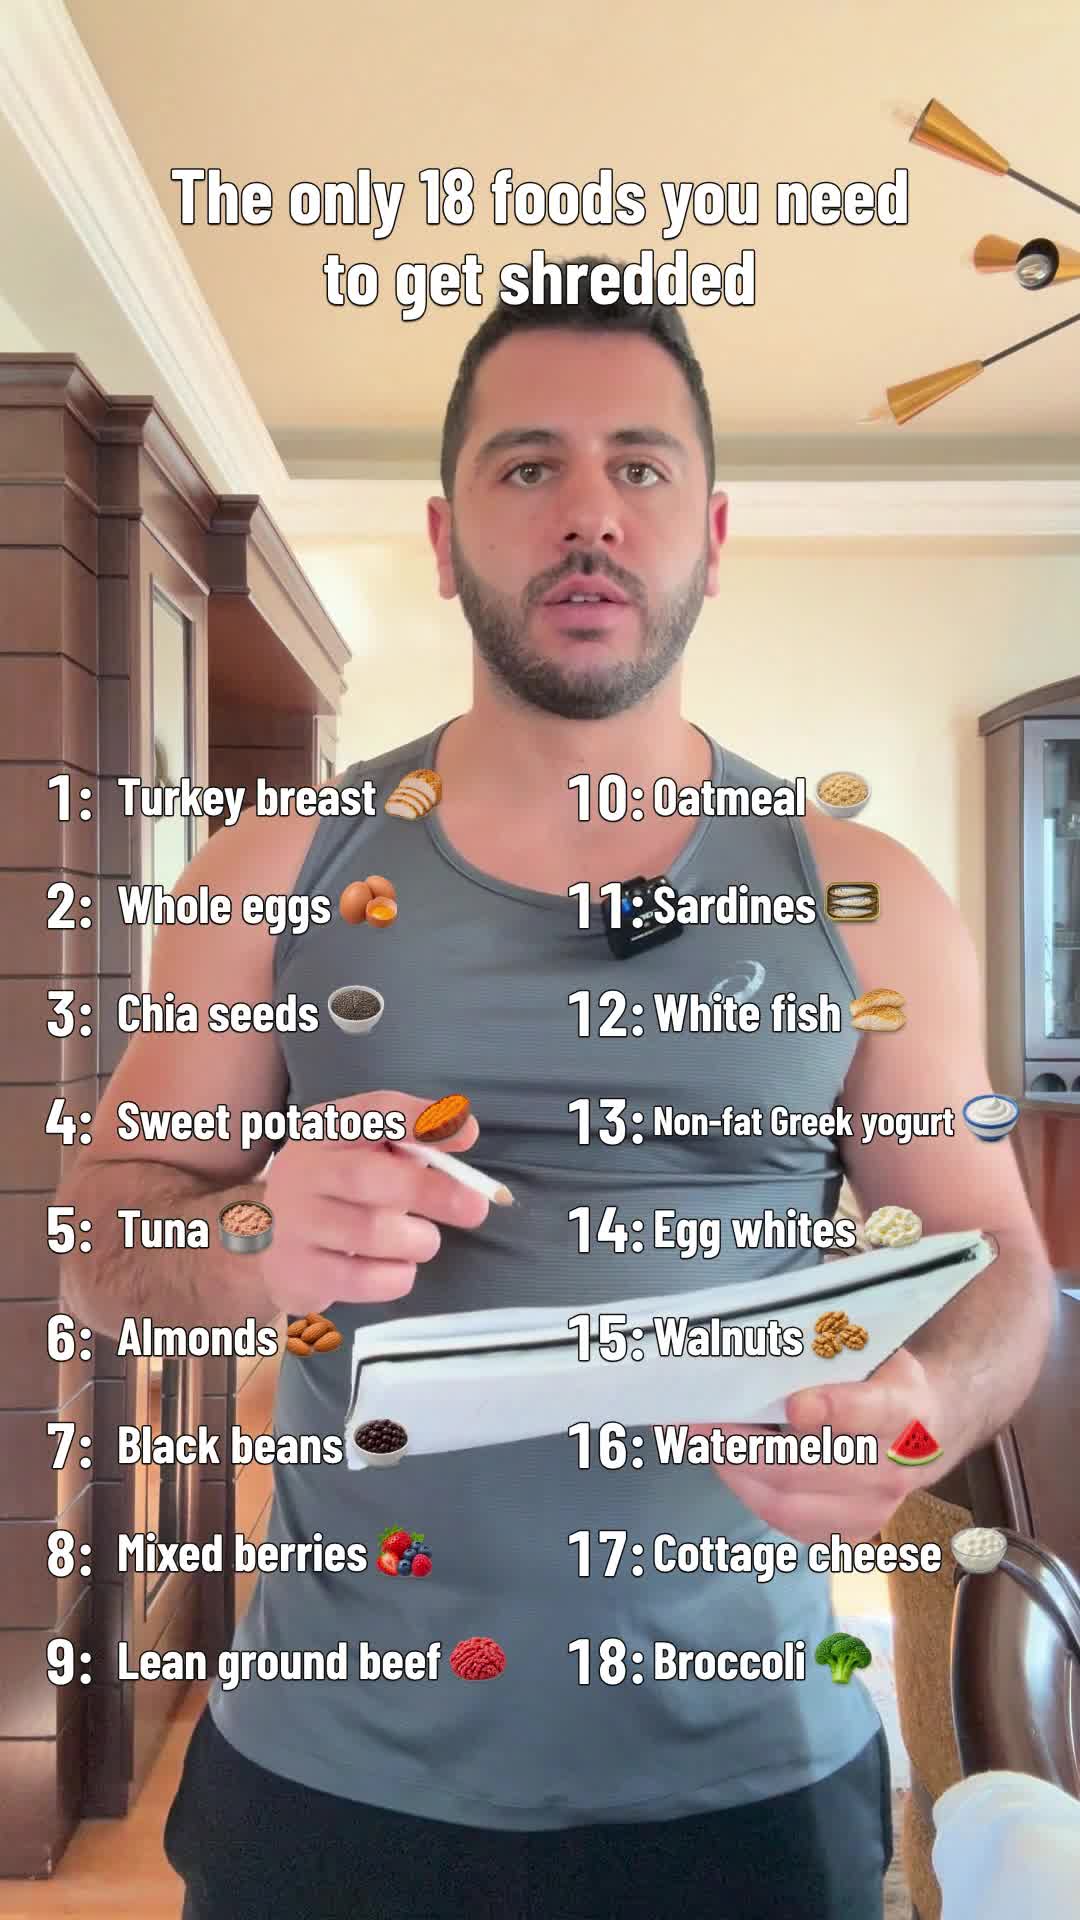 The only 18 foods you need
to get shredded
1: Turkey breast
2: Whole eggs
3: Chia seeds
4: Sweet potatoes
5: Tuna
6: Almonds
7: Black beans
8: Mixed berries
9: Lean ground beef
10: Oatmeal
11: Sardines
12: White fish
13: Non-fat Greek yogurt
14: Egg whites
15: Walnuts
16: Watermelon
17: Cottage cheese
18: Broccoli